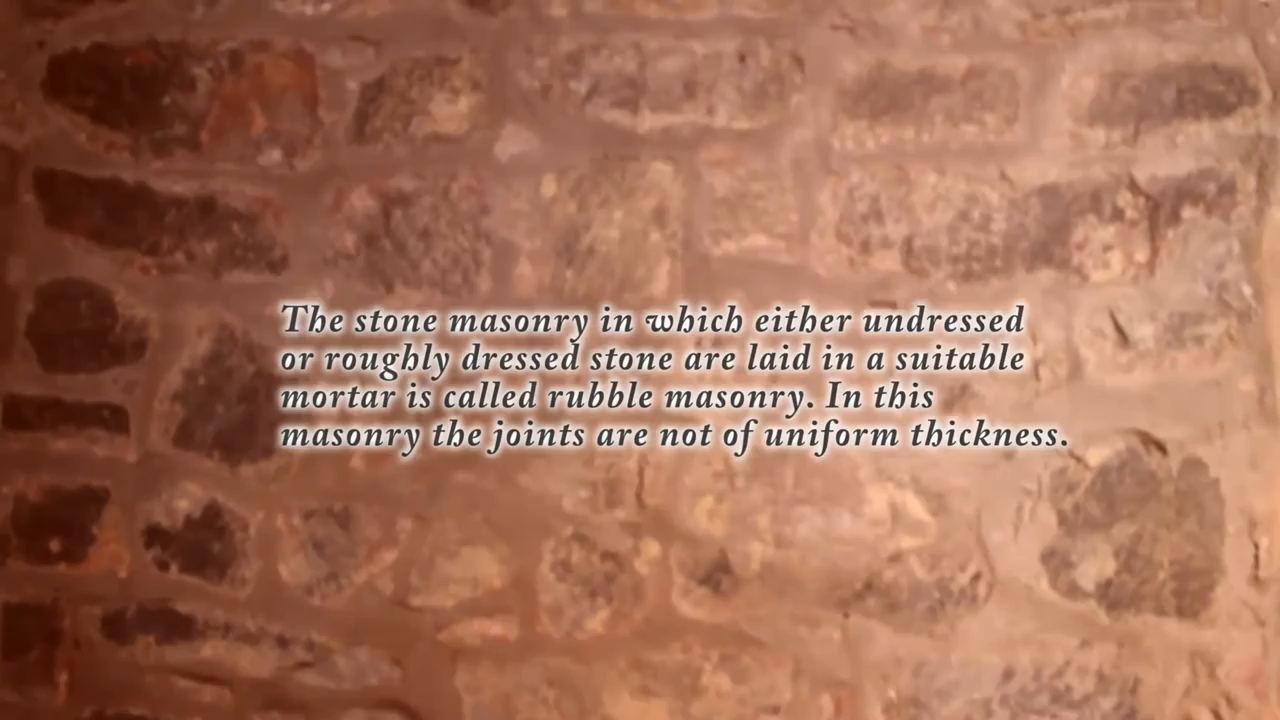 The stone masonry in which either undressed
or roughly dressed stone are laid in a suitable
mortar is called rubble masonry. In this
masonry the joints are not of uniform thickness.